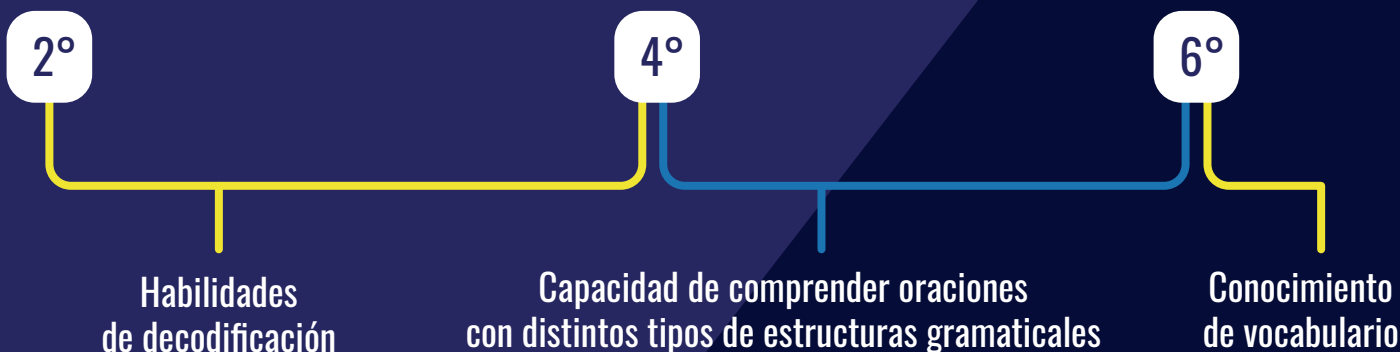 2°
4°
6°
Habilidades
de decodificación
Capacidad de comprender oraciones
con distintos tipos de estructuras gramaticales
Conocimiento
de vocabulario